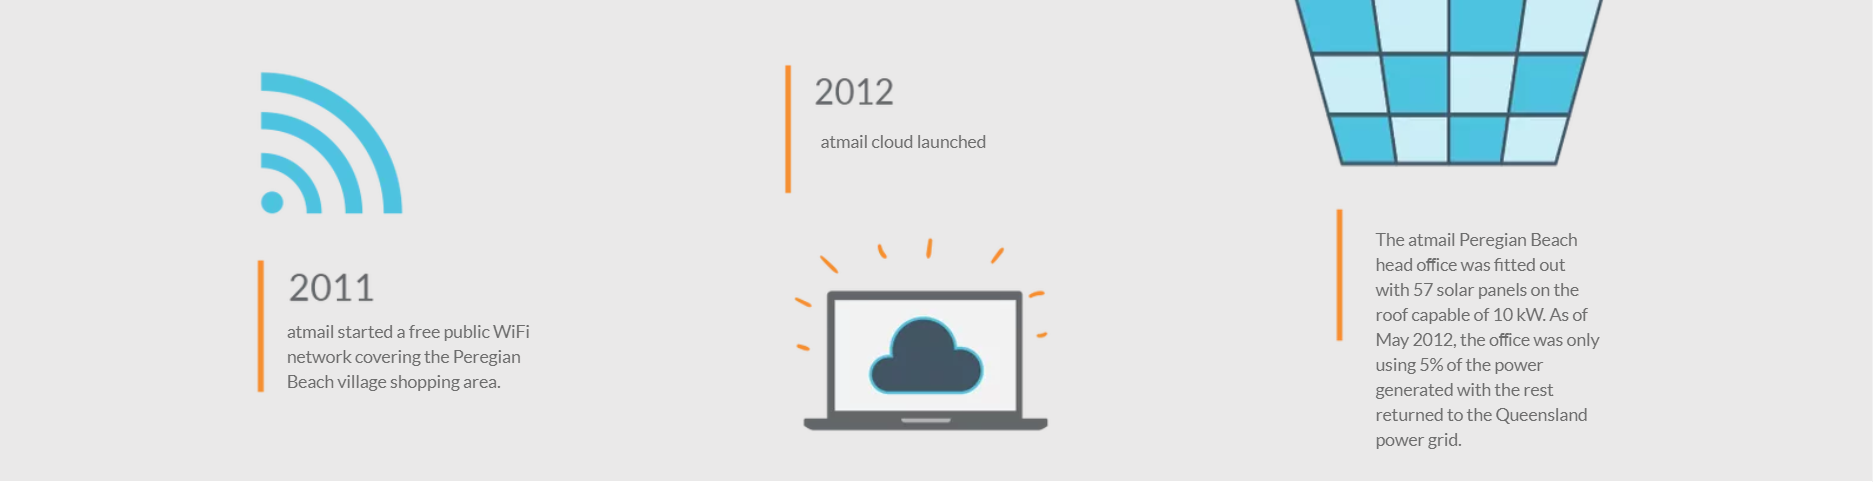 2011
atmail started a free public WiFi
network covering the Peregian
Beach village shopping area.
2012
atmail cloud launched
The atmail Peregian Beach
head office was fitted out
with 57 solar panels on the
roof capable of 10 kW. As of
May 2012, the office was only
using 5% of the power
generated with the rest
returned to the Queensland
power grid.